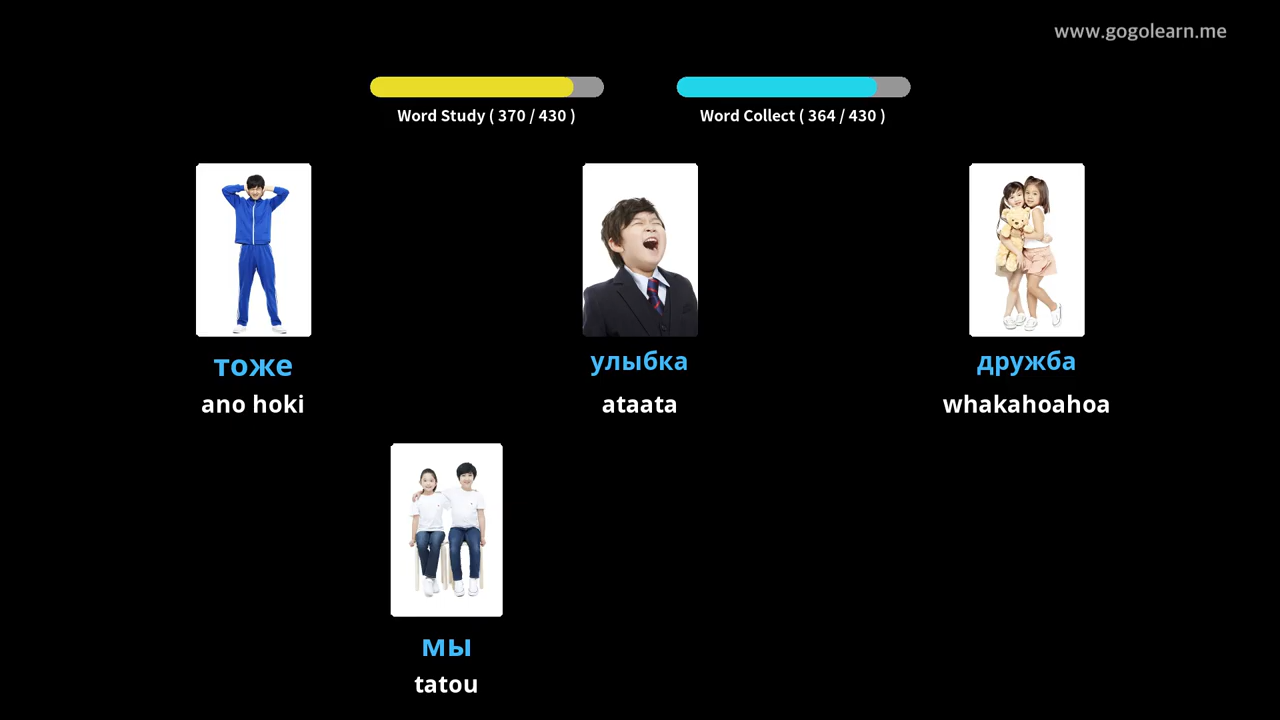 www.gogolearn.me
Word Study ( 370 / 430 )
Word Collect ( 364 / 430 )
тоже
ano hoki
улыбка
ataata
дружба
whakahoahoa
мы
tatou